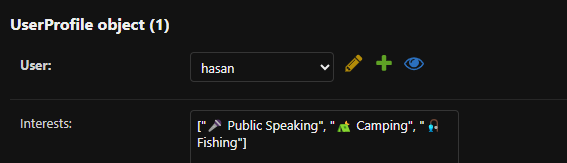 UserProfile object (1)
User:
hasan
Interests:
["🎤 Public Speaking", "🏕️ Camping", "🎣
Fishing"]